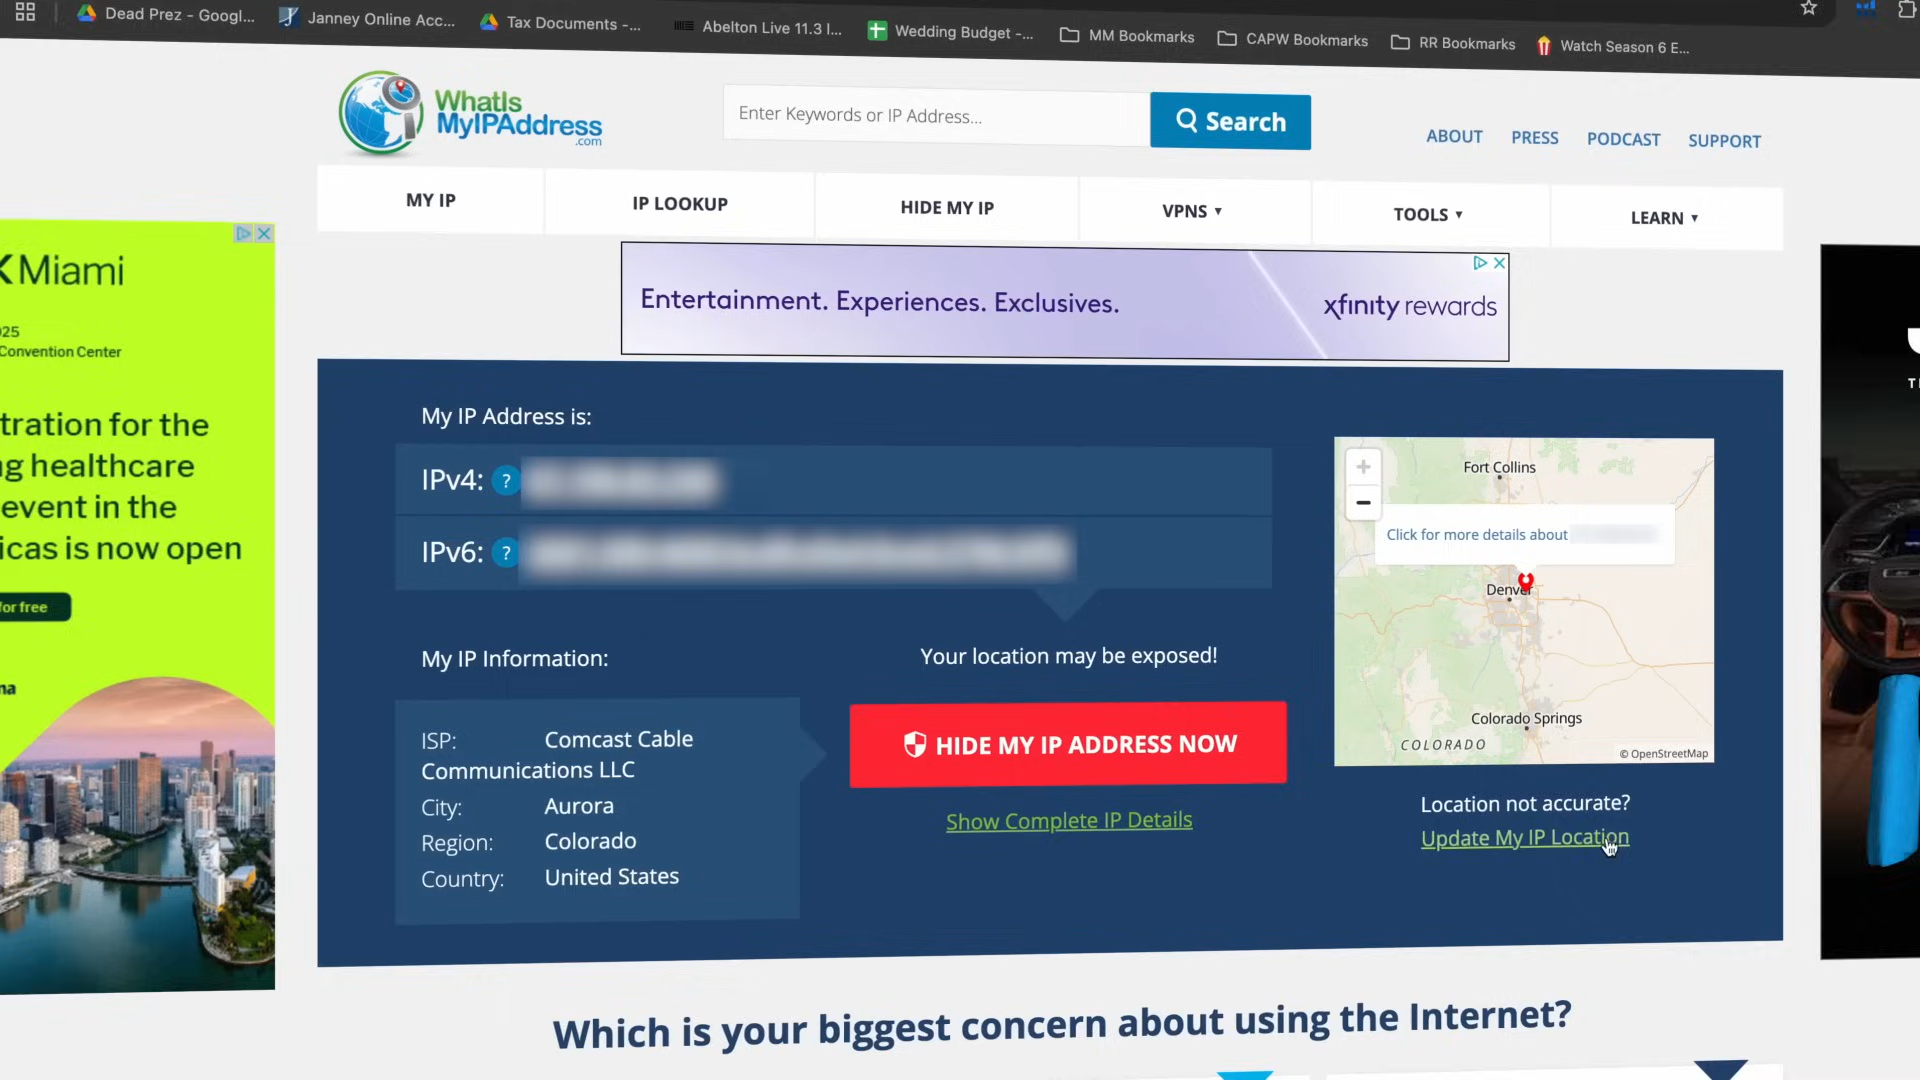 Dead Prez - Googl...
Janney Online Acc...
Tax Documents -...
Abelton Live 11.3 I...
Wedding Budget -...
MM Bookmarks
CAPW Bookmarks
RR Bookmarks
Watch Season 6 E...
WhatIs
MyIPAddress
.com
Enter Keywords or IP Address...
Search
ABOUT
PRESS
PODCAST
SUPPORT
MY IP
IP LOOKUP
HIDE MY IP
VPNS ▾
TOOLS ▾
LEARN ▾
Miami
Convention Center
tration for the
g healthcare
event in the
icas is now open
for free
Entertainment. Experiences. Exclusives.
xfinity rewards
My IP Address is:
IPv4: ?
IPv6: ?
My IP Information:
ISP: Comcast Cable
Communications LLC
City: Aurora
Region: Colorado
Country: United States
Your location may be exposed!
HIDE MY IP ADDRESS NOW
Show Complete IP Details
+
−
Fort Collins
Click for more details about
Denver
Colorado Springs
COLORADO
© OpenStreetMap
Location not accurate?
Update My IP Location
Which is your biggest concern about using the Internet?